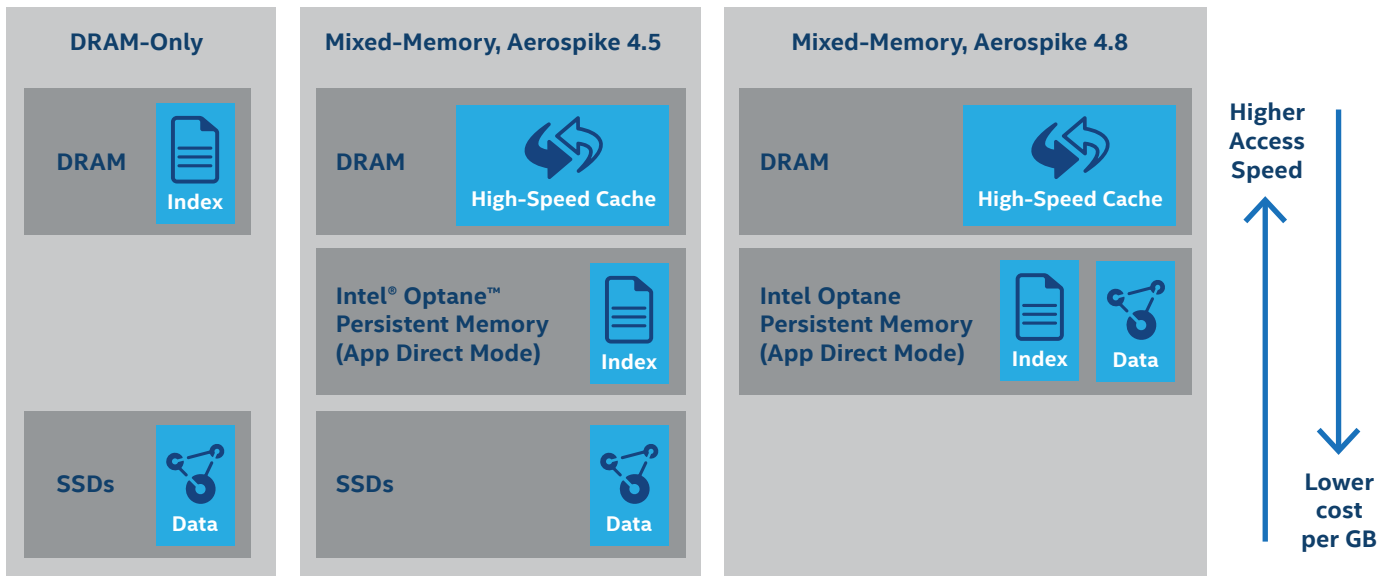 DRAM-Only
DRAM
Index
SSDs
Data
Mixed-Memory, Aerospike 4.5
DRAM
High-Speed Cache
Intel® Optane™
Persistent Memory
(App Direct Mode)
Index
SSDs
Data
Mixed-Memory, Aerospike 4.8
DRAM
High-Speed Cache
Intel Optane
Persistent Memory
(App Direct Mode)
Index
Data
Higher
Access
Speed
Lower
cost
per GB